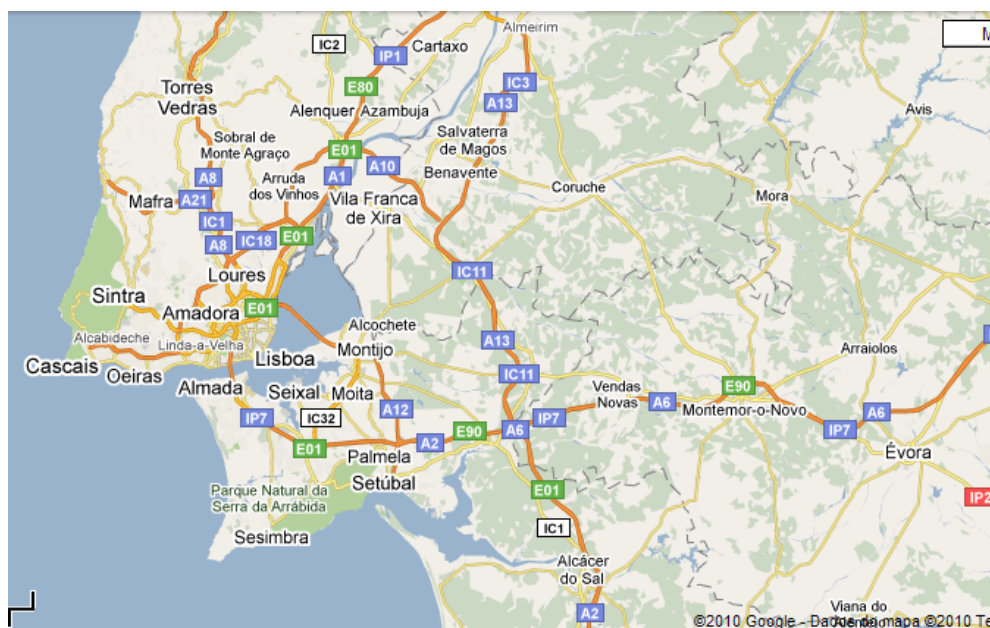 Almeirim
M
IC2
Cartaxo
IP1
IC3
Torres
Vedras
E80
A13
Alenquer
Azambuja
Avis
Sobral de
Monte Agraço
Salvaterra
de Magos
E01
A10
Benavente
A8
Arruda
dos Vinhos
A1
Coruche
Mora
Mafra
A21
Vila Franca
de Xira
IC1
A8
IC18
E01
Loures
IC11
Sintra
Amadora
E01
Alcochete
Alcabideche
Linda-a-Velha
A13
Lisboa
Montijo
Arraiolos
Cascais
Oeiras
IC11
Almada
Seixal
Moita
Vendas
Novas
E90
A6
Montemor-o-Novo
IP7
IC32
A12
IP7
A6
A6
E90
IP7
E01
A2
Palmela
Évora
Setúbal
Parque Natural da
Serra da Arrábida
E01
IP2
IC1
Sesimbra
Alcácer
do Sal
A2
Viana do
©2010 Google - Dados do mapa ©2010 Te